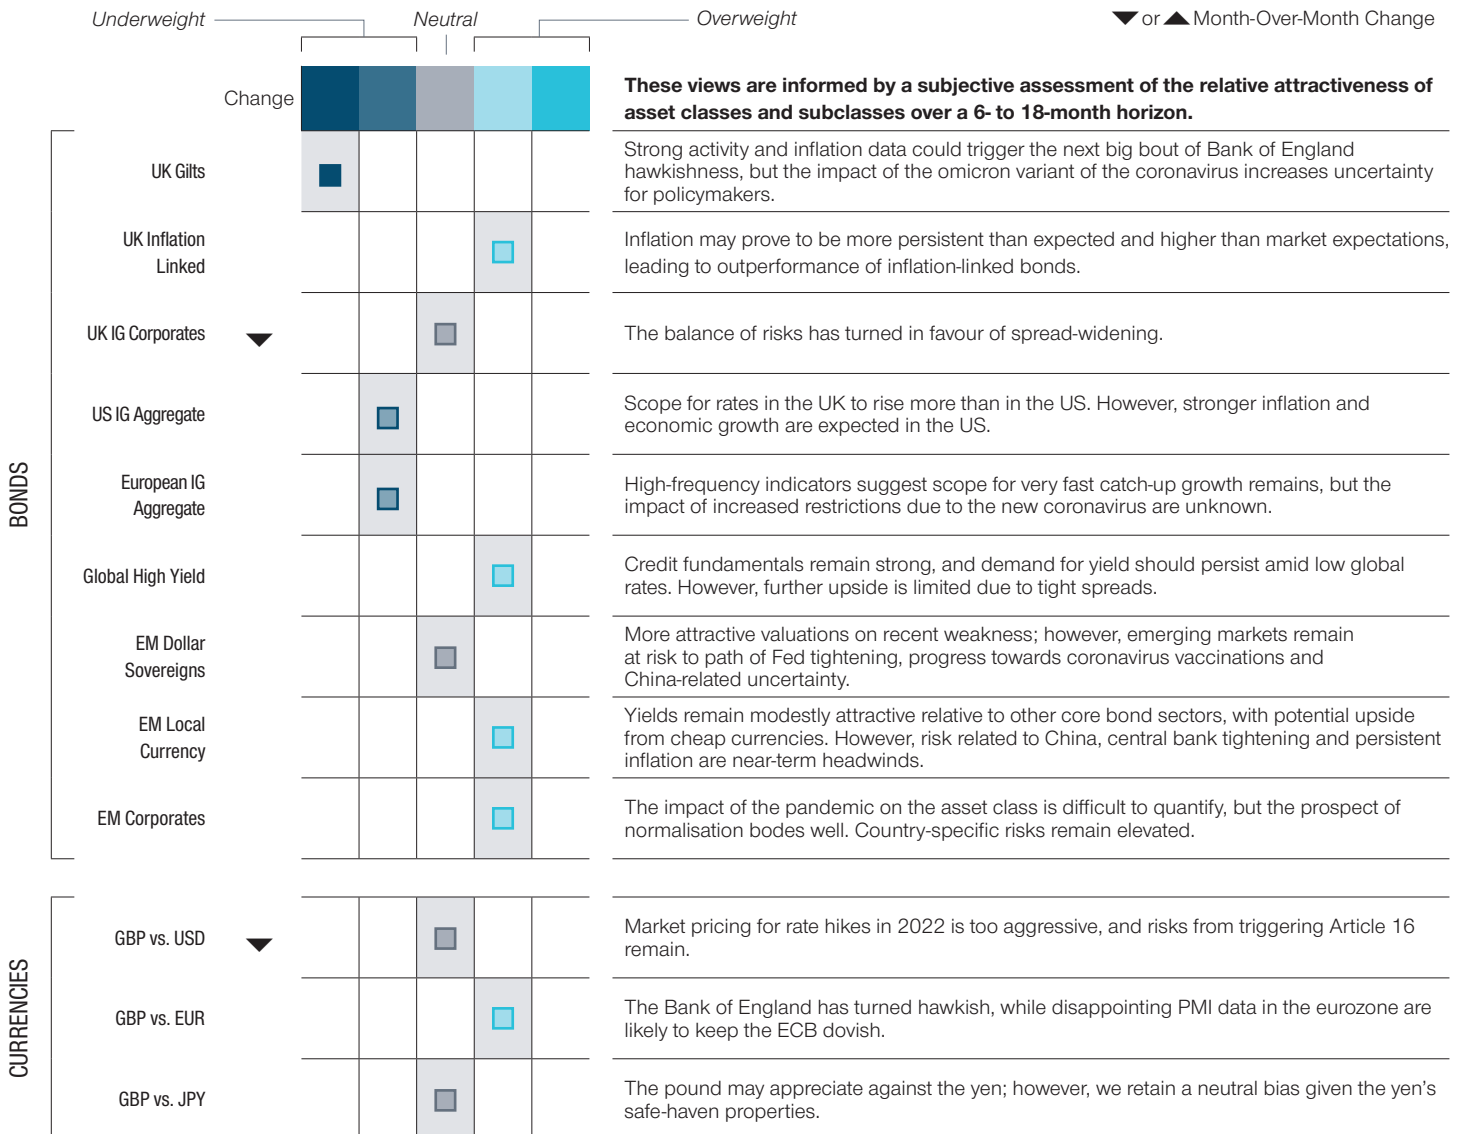 Underweight
Neutral
Overweight
▼ or ▲ Month-Over-Month Change
Change
These views are informed by a subjective assessment of the relative attractiveness of
asset classes and subclasses over a 6- to 18-month horizon.
BONDS
UK Gilts
Strong activity and inflation data could trigger the next big bout of Bank of England
hawkishness, but the impact of the omicron variant of the coronavirus increases uncertainty
for policymakers.
UK Inflation
Linked
Inflation may prove to be more persistent than expected and higher than market expectations,
leading to outperformance of inflation-linked bonds.
UK IG Corporates
▼
The balance of risks has turned in favour of spread-widening.
US IG Aggregate
Scope for rates in the UK to rise more than in the US. However, stronger inflation and
economic growth are expected in the US.
European IG
Aggregate
High-frequency indicators suggest scope for very fast catch-up growth remains, but the
impact of increased restrictions due to the new coronavirus are unknown.
Global High Yield
Credit fundamentals remain strong, and demand for yield should persist amid low global
rates. However, further upside is limited due to tight spreads.
EM Dollar
Sovereigns
More attractive valuations on recent weakness; however, emerging markets remain
at risk to path of Fed tightening, progress towards coronavirus vaccinations and
China-related uncertainty.
EM Local
Currency
Yields remain modestly attractive relative to other core bond sectors, with potential upside
from cheap currencies. However, risk related to China, central bank tightening and persistent
inflation are near-term headwinds.
EM Corporates
The impact of the pandemic on the asset class is difficult to quantify, but the prospect of
normalisation bodes well. Country-specific risks remain elevated.
CURRENCIES
GBP vs. USD
▼
Market pricing for rate hikes in 2022 is too aggressive, and risks from triggering Article 16
remain.
GBP vs. EUR
The Bank of England has turned hawkish, while disappointing PMI data in the eurozone are
likely to keep the ECB dovish.
GBP vs. JPY
The pound may appreciate against the yen; however, we retain a neutral bias given the yen's
safe-haven properties.